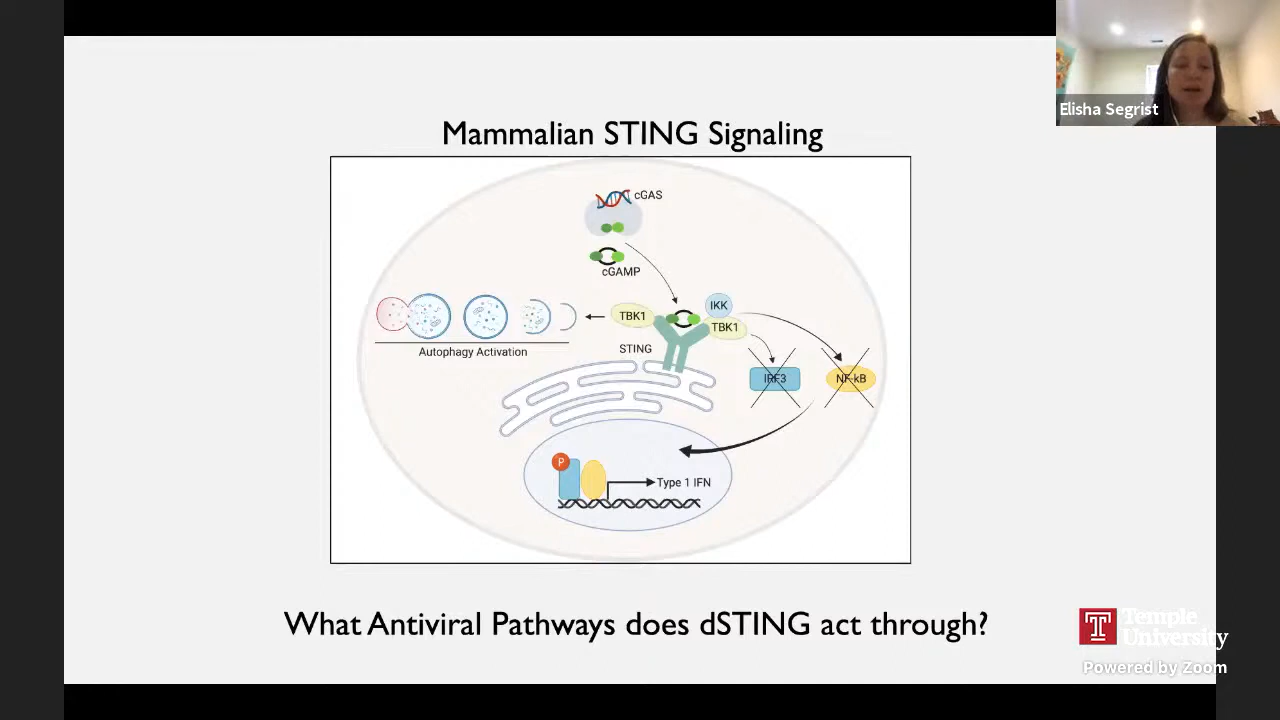 Elisha Segrist
Mammalian STING Signaling
cGAS
cGAMP
IKK
TBK1
TBK1
STING
Autophagy Activation
IRF3
NF-kB
P
Type 1 IFN
What Antiviral Pathways does dSTING act through?
T
Temple
University
Powered by Zoom